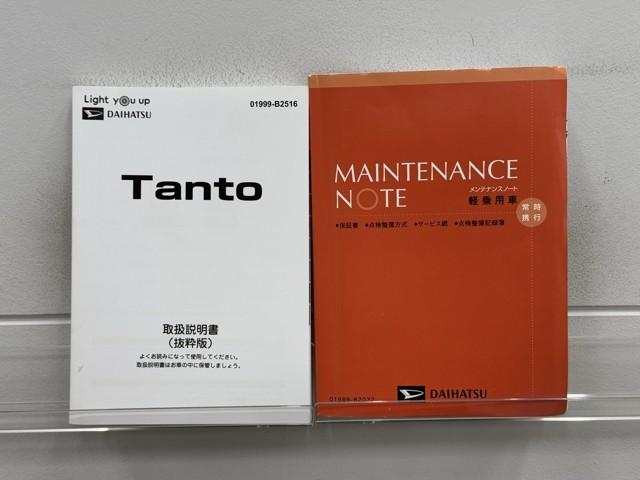 Light you up
DAIHATSU
01999-B2516
Tanto
取扱説明書
(抜粋版)
よくお読みになって使用してください。
取扱説明書はお車の中に保管しましょう。
MAINTENANCE
NOTE
メンテナンスノート
軽乗用車
常時
携行
●保証書 ●点検整備方式 ●サービス網 ●点検整備記録簿
DAIHATSU